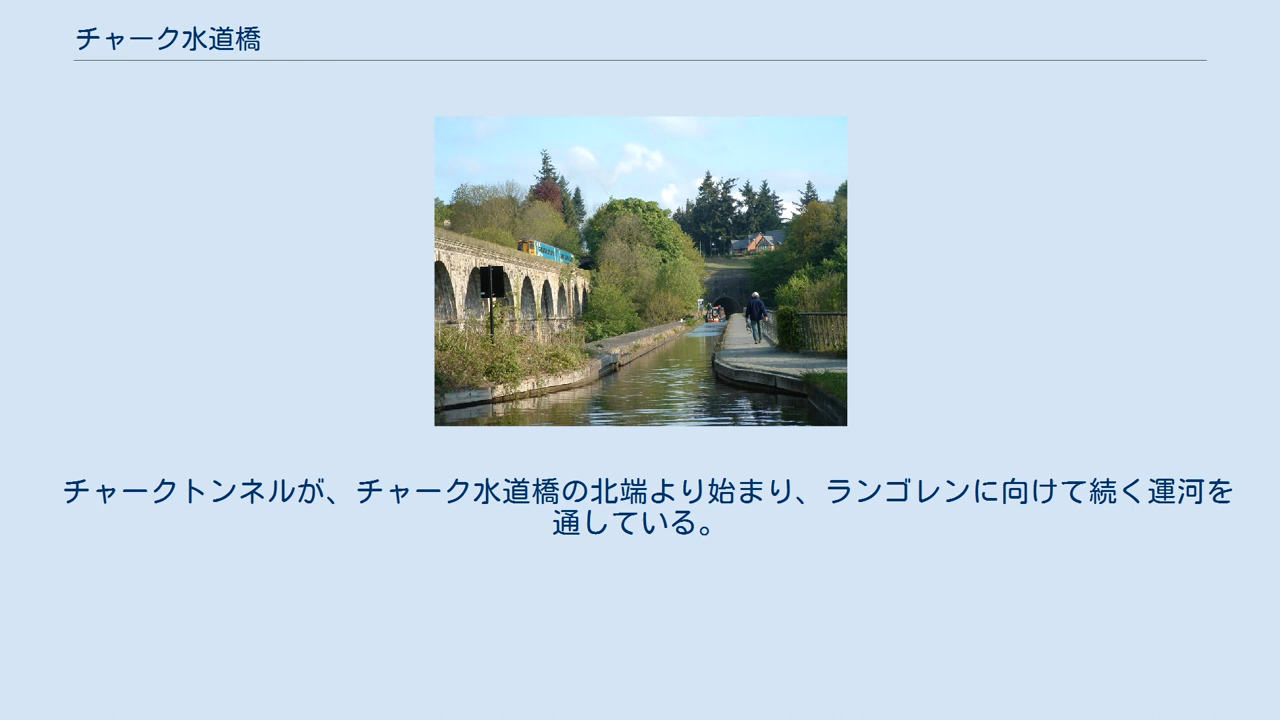 チャーク水道橋
チャークトンネルが、チャーク水道橋の北端より始まり、ランゴレンに向けて続く運河を
通している。